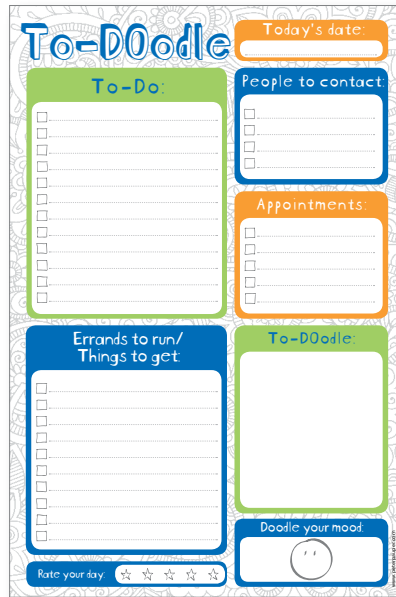 To-DOodle
Today's date:
To-Do:
People to contact:
Appointments:
Errands to run/
Things to get:
To-DOodle:
Doodle your mood:
Rate your day: